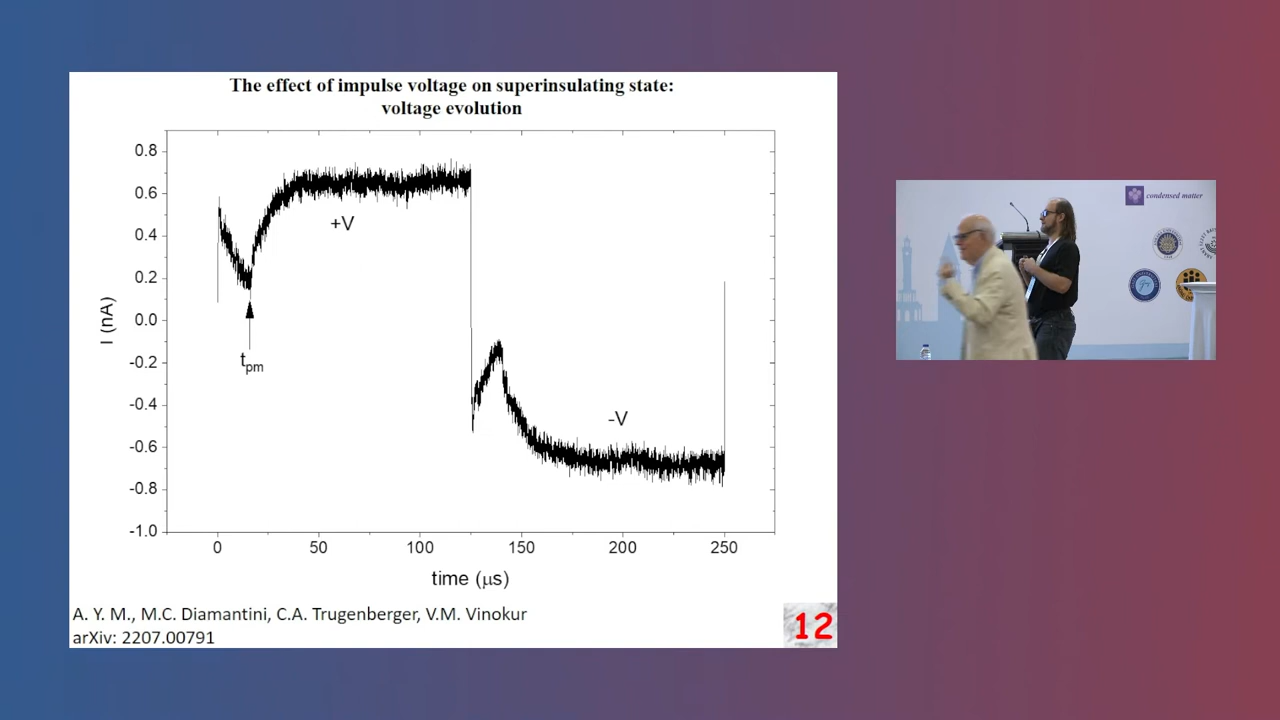 The effect of impulse voltage on superinsulating state:
voltage evolution
0.8
0.6
0.4
0.2
0.0
-0.2
-0.4
-0.6
-0.8
-1.0
I (nA)
+V
tpm
-V
0 50 100 150 200 250
time (μs)
A. Y. M., M.C. Diamantini, C.A. Trugenberger, V.M. Vinokur
arXiv: 2207.00791
12
condensed matter